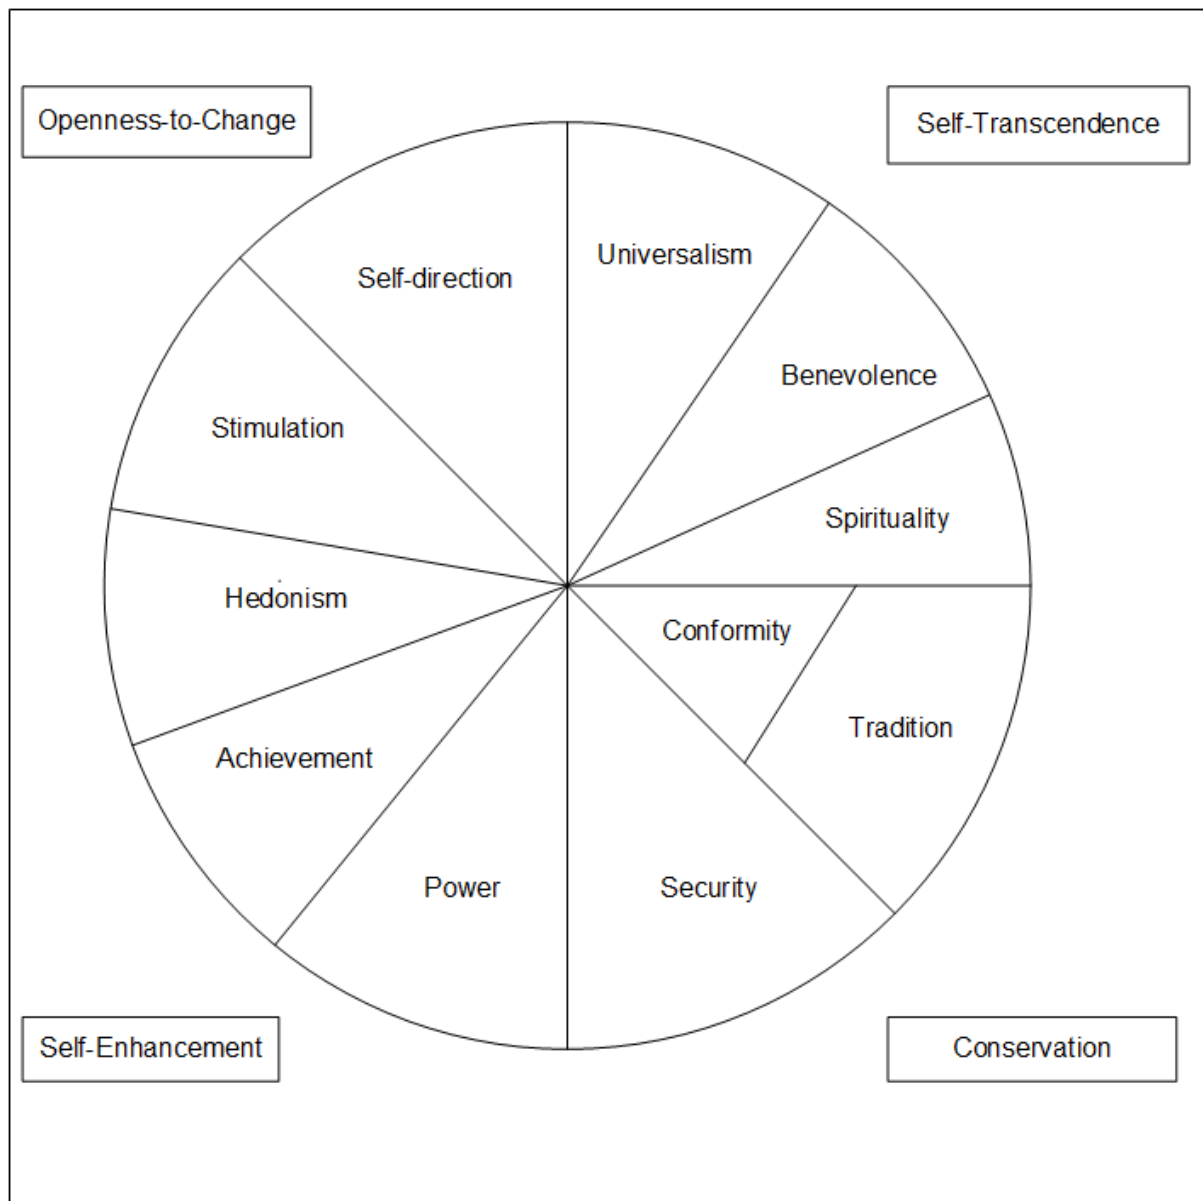 Openness-to-Change
Self-Transcendence
Universalism
Self-direction
Benevolence
Stimulation
Spirituality
Hedonism
Conformity
Tradition
Achievement
Power
Security
Self-Enhancement
Conservation